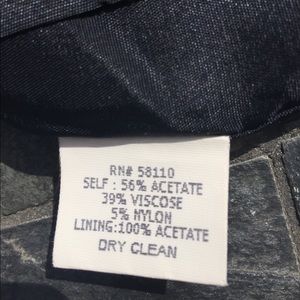 RN# 58110
SELF : 56% ACETATE
39% VISCOSE
5% NYLON
LINING:100% ACETATE
DRY CLEAN